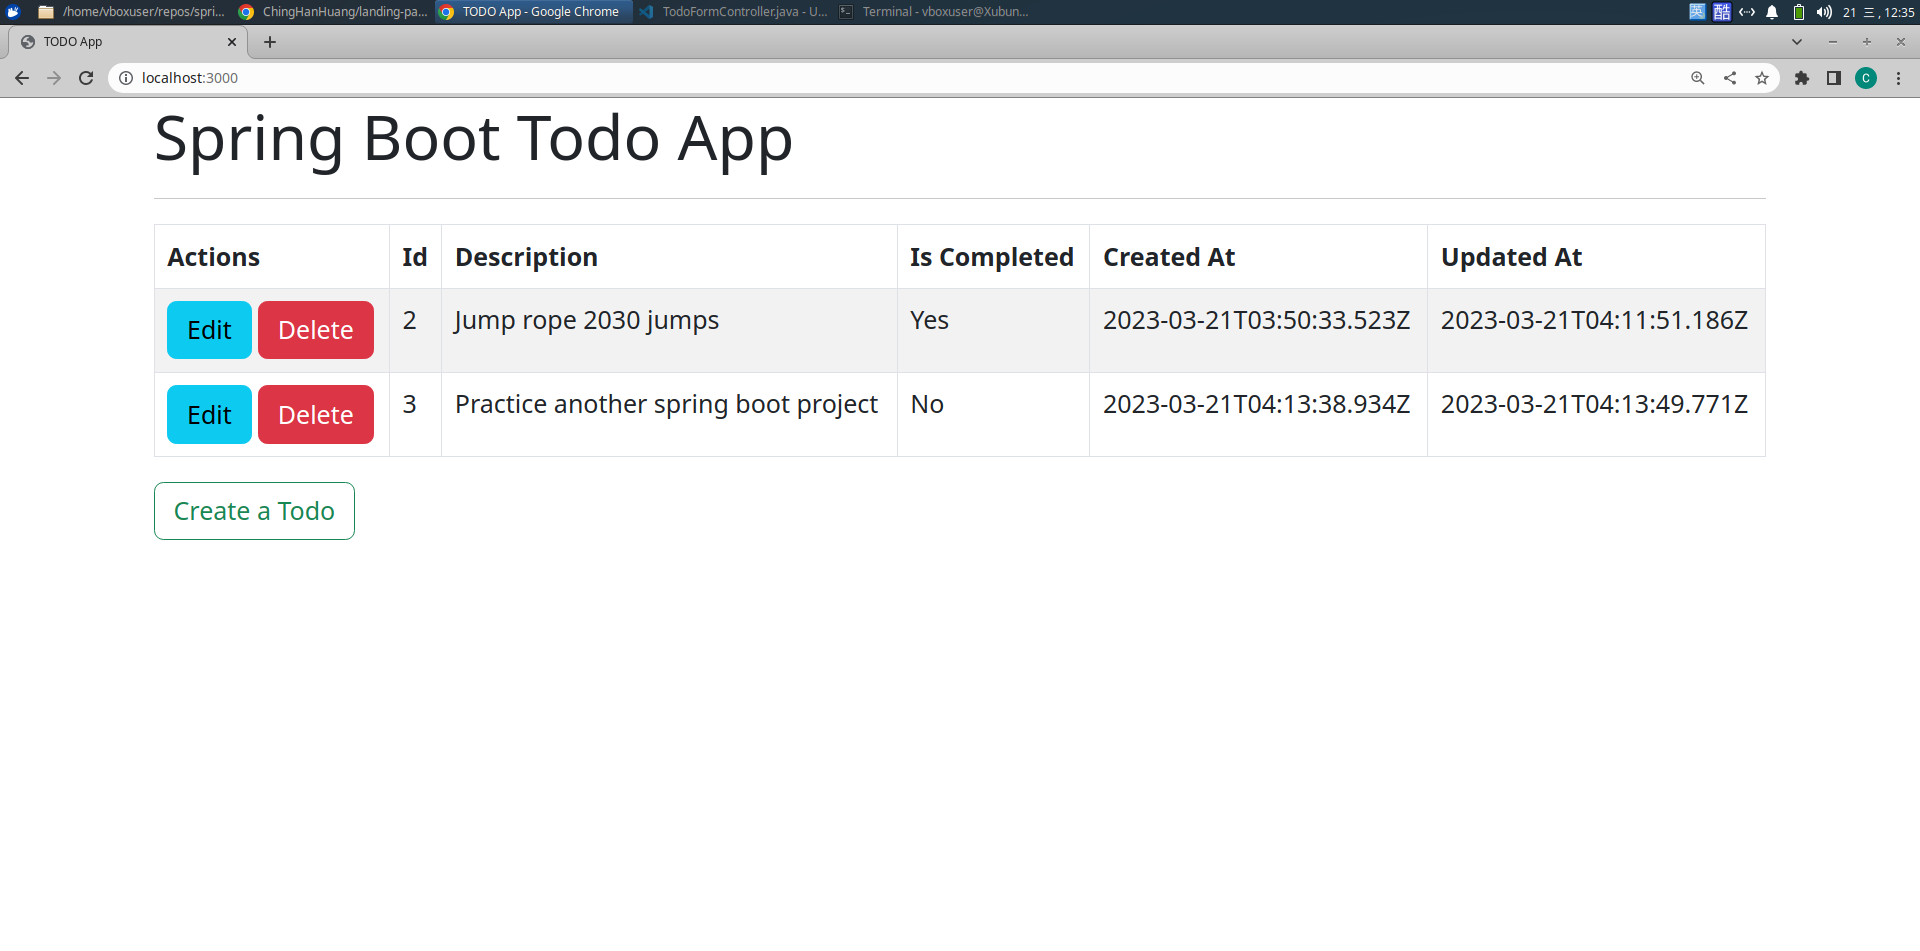 /home/vboxuser/repos/spri... ChingHanHuang/landing-pa... TODO App - Google Chrome TodoFormController.java - U... Terminal - vboxuser@Xubun... 英 酷 21 三, 12:35
TODO App
localhost:3000 C
Spring Boot Todo App
Actions Id Description Is Completed Created At Updated At
Edit Delete 2 Jump rope 2030 jumps Yes 2023-03-21T03:50:33.523Z 2023-03-21T04:11:51.186Z
Edit Delete 3 Practice another spring boot project No 2023-03-21T04:13:38.934Z 2023-03-21T04:13:49.771Z
Create a Todo